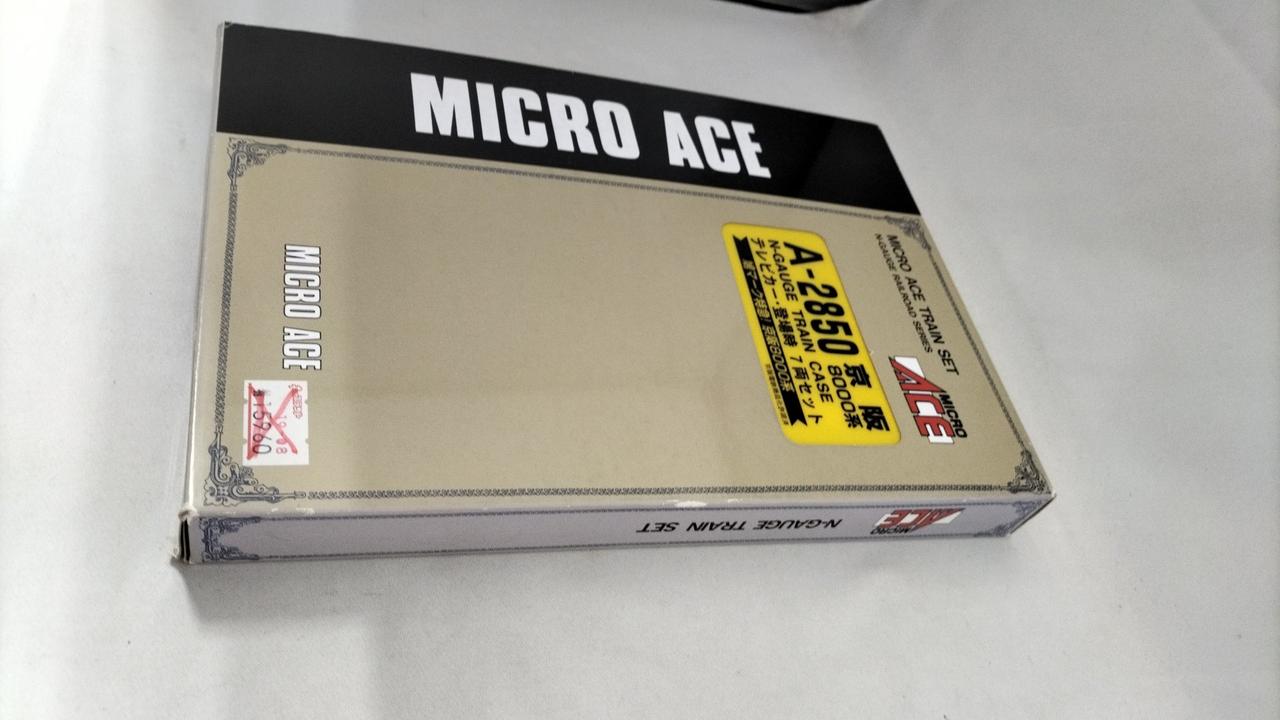 MICRO ACE
MICRO ACE TRAIN SET
N-GAUGE RAILROAD SERIES
MICRO
ACE
A-2850 京阪
8000系
N-GAUGE TRAIN CASE
テレビカー・登場時 7両セット
MICRO ACE
¥15960
N-GAUGE TRAIN SET
MICRO
ACE